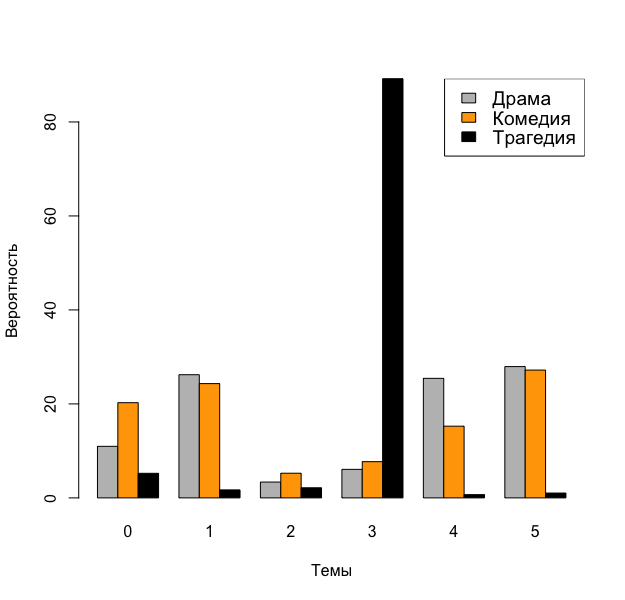 Драма
Комедия
Трагедия
80
60
40
20
0
Вероятность
0 1 2 3 4 5
Темы